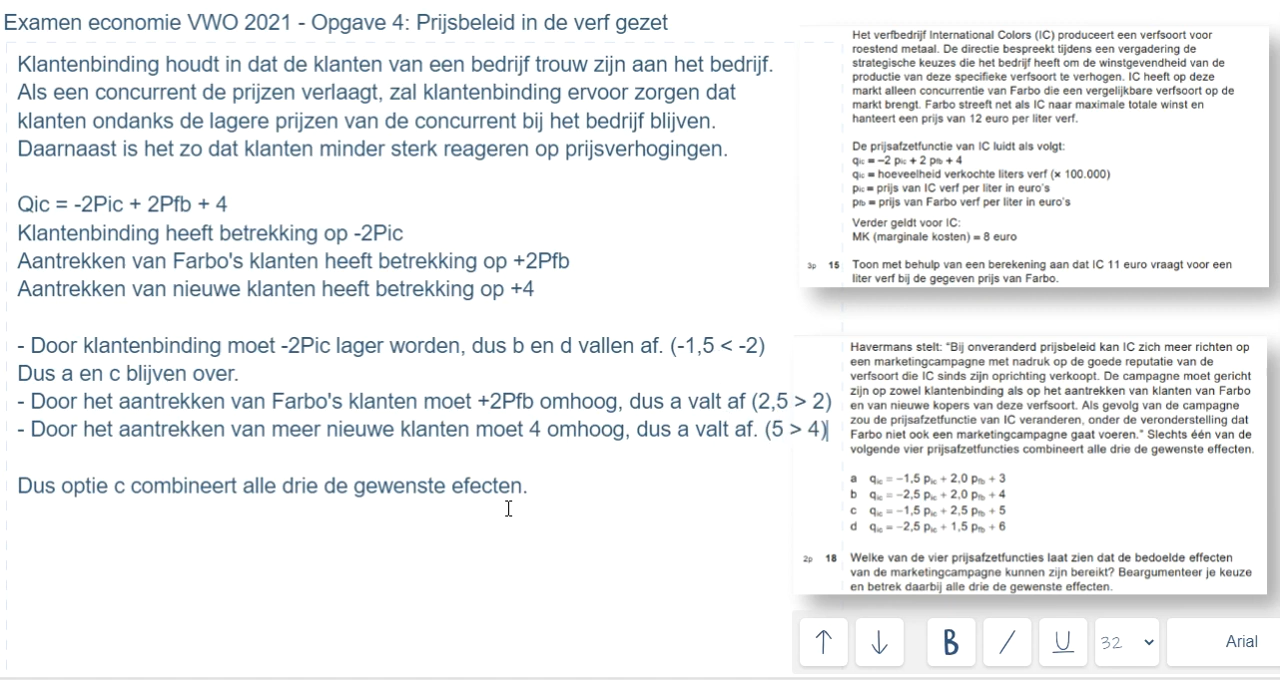 Examen economie VWO 2021 - Opgave 4: Prijsbeleid in de verf gezet
Klantenbinding houdt in dat de klanten van een bedrijf trouw zijn aan het bedrijf.
Als een concurrent de prijzen verlaagt, zal klantenbinding ervoor zorgen dat
klanten ondanks de lagere prijzen van de concurrent bij het bedrijf blijven.
Daarnaast is het zo dat klanten minder sterk reageren op prijsverhogingen.
Qic = -2Pic + 2Pfb + 4
Klantenbinding heeft betrekking op -2Pic
Aantrekken van Farbo's klanten heeft betrekking op +2Pfb
Aantrekken van nieuwe klanten heeft betrekking op +4
- Door klantenbinding moet -2Pic lager worden, dus b en d vallen af. (-1,5 < -2)
Dus a en c blijven over.
- Door het aantrekken van Farbo's klanten moet +2Pfb omhoog, dus a valt af (2,5 > 2)
- Door het aantrekken van meer nieuwe klanten moet 4 omhoog, dus a valt af. (5 > 4)
Dus optie c combineert alle drie de gewenste efecten.
Het verfbedrijf International Colors (IC) produceert een verfsoort voor
roestend metaal. De directie bespreekt tijdens een vergadering de
strategische keuzes die het bedrijf heeft om de winstgevendheid van de
productie van deze specifieke verfsoort te verhogen. IC heeft op deze
markt alleen concurrentie van Farbo die een vergelijkbare verfsoort op de
markt brengt. Farbo streeft net als IC naar maximale totale winst en
hanteert een prijs van 12 euro per liter verf.
De prijsafzetfunctie van IC luidt als volgt:
qic = −2 pic + 2 pfb + 4
qic = hoeveelheid verkochte liters verf (× 100.000)
pic = prijs van IC verf per liter in euro's
pfb = prijs van Farbo verf per liter in euro's
Verder geldt voor IC:
MK (marginale kosten) = 8 euro
3p 15 Toon met behulp van een berekening aan dat IC 11 euro vraagt voor een
liter verf bij de gegeven prijs van Farbo.
Havermans stelt: "Bij onveranderd prijsbeleid kan IC zich meer richten op
een marketingcampagne met nadruk op de goede reputatie van de
verfsoort die IC sinds zijn oprichting verkoopt. De campagne moet gericht
zijn op zowel klantenbinding als op het aantrekken van klanten van Farbo
en van nieuwe kopers van deze verfsoort. Als gevolg van de campagne
zou de prijsafzetfunctie van IC veranderen, onder de veronderstelling dat
Farbo niet ook een marketingcampagne gaat voeren." Slechts één van de
volgende vier prijsafzetfuncties combineert alle drie de gewenste effecten.
a qic = −1,5 pic + 2,0 pfb + 3
b qic = −2,5 pic + 2,0 pfb + 4
c qic = −1,5 pic + 2,5 pfb + 5
d qic = −2,5 pic + 1,5 pfb + 6
2p 18 Welke van de vier prijsafzetfuncties laat zien dat de bedoelde effecten
van de marketingcampagne kunnen zijn bereikt? Beargumenteer je keuze
en betrek daarbij alle drie de gewenste effecten.
B / U 32 Arial